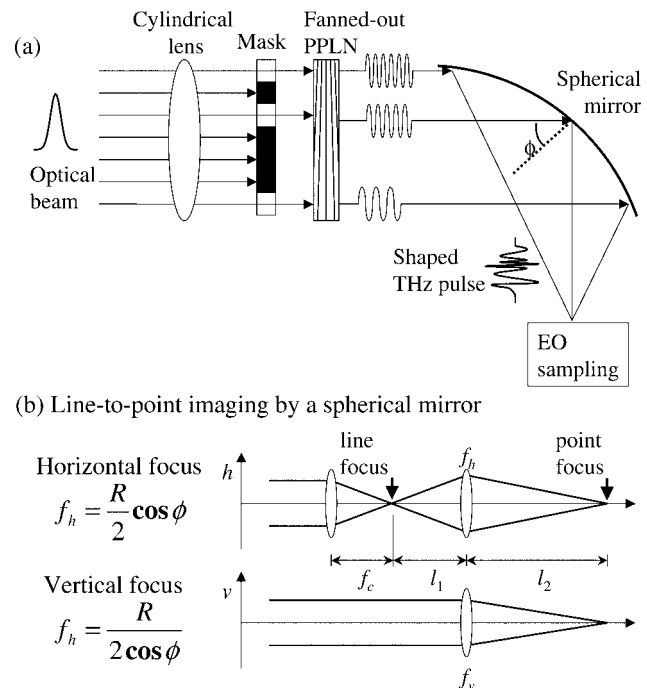 (a)
Cylindrical
lens
Mask
Fanned-out
PPLN
Spherical
mirror
ϕ
Optical
beam
Shaped
THz pulse
EO
sampling
(b) Line-to-point imaging by a spherical mirror
Horizontal focus
f_h = R/2 cos ϕ
h
line
focus
f_h
point
focus
f_c
l_1
l_2
Vertical focus
f_h = R/(2 cos ϕ)
v
f_v